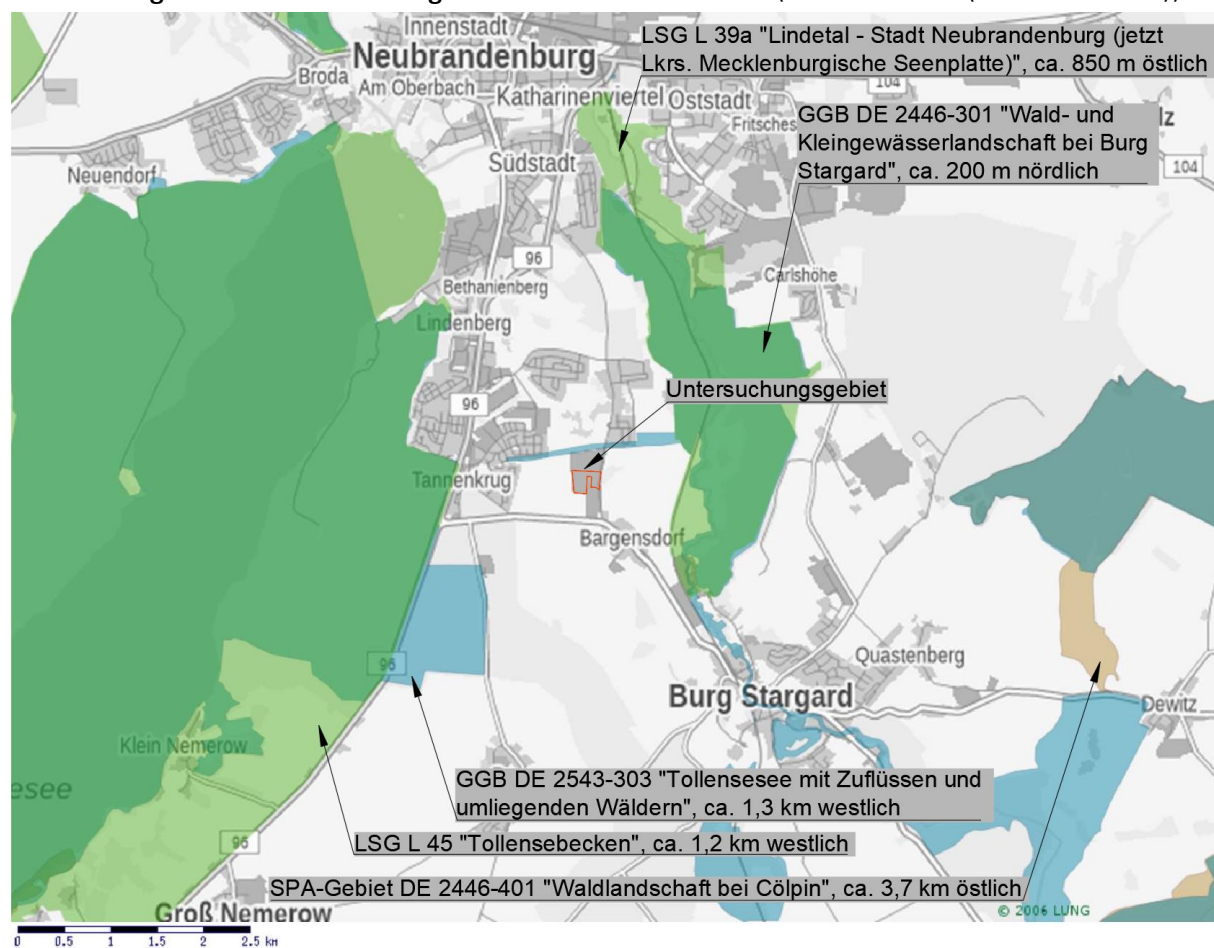 Innenstadt
Neubrandenburg
Broda
Am Oberbach
Katharinenviertel
Oststadt
LSG L 39a "Lindetal - Stadt Neubrandenburg (jetzt
Lkrs. Mecklenburgische Seenplatte)", ca. 850 m östlich
104
Fritsches
GGB DE 2446-301 "Wald- und
Kleingewässerlandschaft bei Burg
Stargard", ca. 200 m nördlich
lz
104
Neuendorf
Südstadt
96
Bethanienberg
Carlshöhe
Lindenberg
Untersuchungsgebiet
96
Tannenkrug
Bargensdorf
96
Quastenberg
Burg Stargard
Dewitz
Klein Nemerow
esee
GGB DE 2543-303 "Tollensesee mit Zuflüssen und
umliegenden Wäldern", ca. 1,3 km westlich
96
LSG L 45 "Tollensebecken", ca. 1,2 km westlich
SPA-Gebiet DE 2446-401 "Waldlandschaft bei Cölpin", ca. 3,7 km östlich
Groß Nemerow
© 2006 LUNG
0 0.5 1 1.5 2 2.5 km